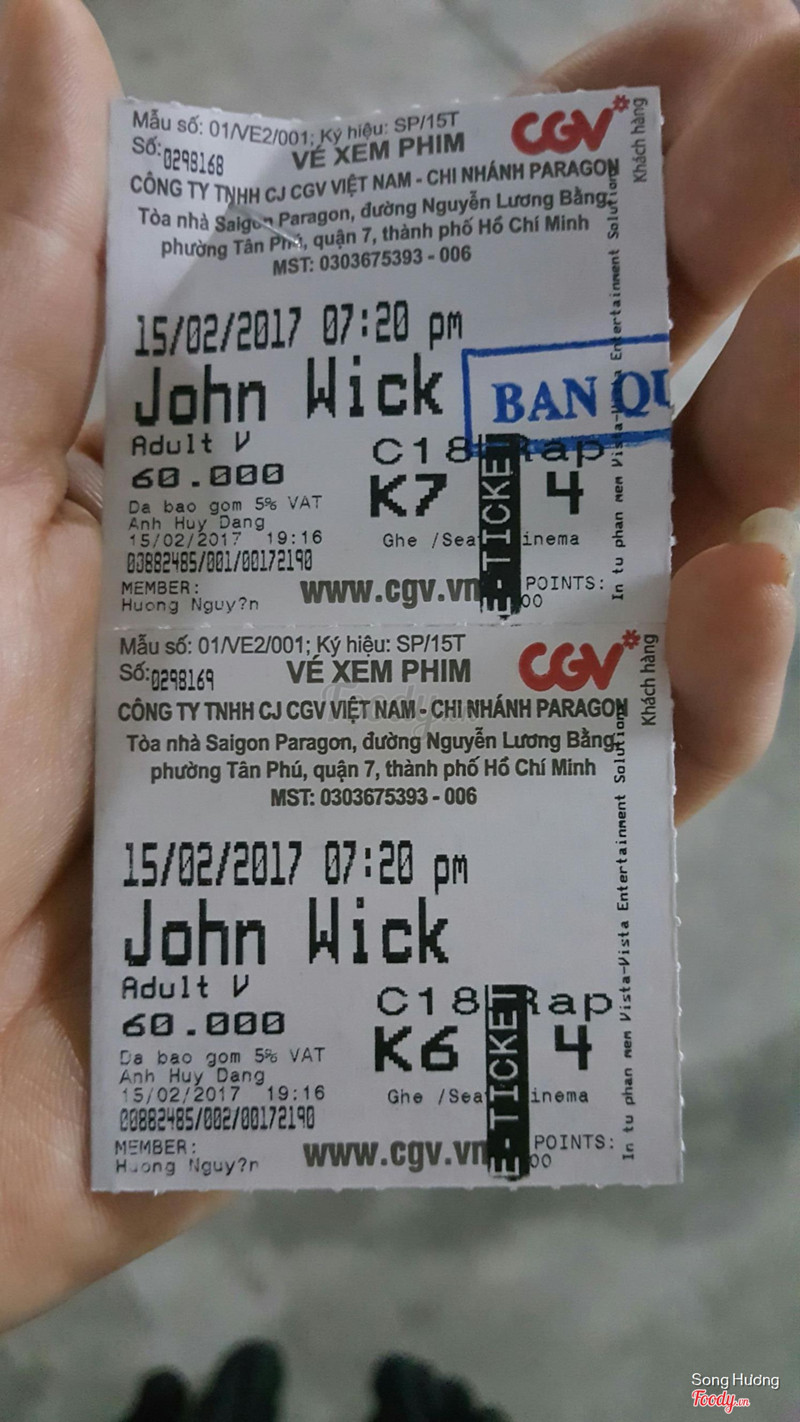 Mẫu số: 01/VE2/001; Ký hiệu: SP/15T
CGV
Khách hàng
Số: 0298168
VÉ XEM PHIM
CÔNG TY TNHH CJ CGV VIỆT NAM - CHI NHÁNH PARAGON
Tòa nhà Saigon Paragon, đường Nguyễn Lương Bằng,
phường Tân Phú, quận 7, thành phố Hồ Chí Minh
MST: 0303675393 - 006
15/02/2017 07:20 pm
John Wick
BAN QU
Adult V
C18 Rap
60.000
K7
4
E-TICKET
Da bao gom 5% VAT
Anh Huy Dang
15/02/2017 19:16
Ghe /Sea inema
00882485/001/00172190
MEMBER:
www.cgv.vn
POINTS:
Huong Nguy?n
00
In tu phan mem Vista-Vista Entertainment Solutions
Mẫu số: 01/VE2/001; Ký hiệu: SP/15T
CGV
Khách hàng
Số: 0298169
VÉ XEM PHIM
CÔNG TY TNHH CJ CGV VIỆT NAM - CHI NHÁNH PARAGON
Tòa nhà Saigon Paragon, đường Nguyễn Lương Bằng,
phường Tân Phú, quận 7, thành phố Hồ Chí Minh
MST: 0303675393 - 006
15/02/2017 07:20 pm
John Wick
Adult V
C18 Rap
60.000
K6
4
E-TICKET
Da bao gom 5% VAT
Anh Huy Dang
15/02/2017 19:16
Ghe /Sea inema
00882485/002/00172190
MEMBER:
www.cgv.vn
POINTS:
Huong Nguy?n
00
In tu phan mem Vista-Vista Entertainment Solutions
Foody.vn
Song Hương
Foody.vn